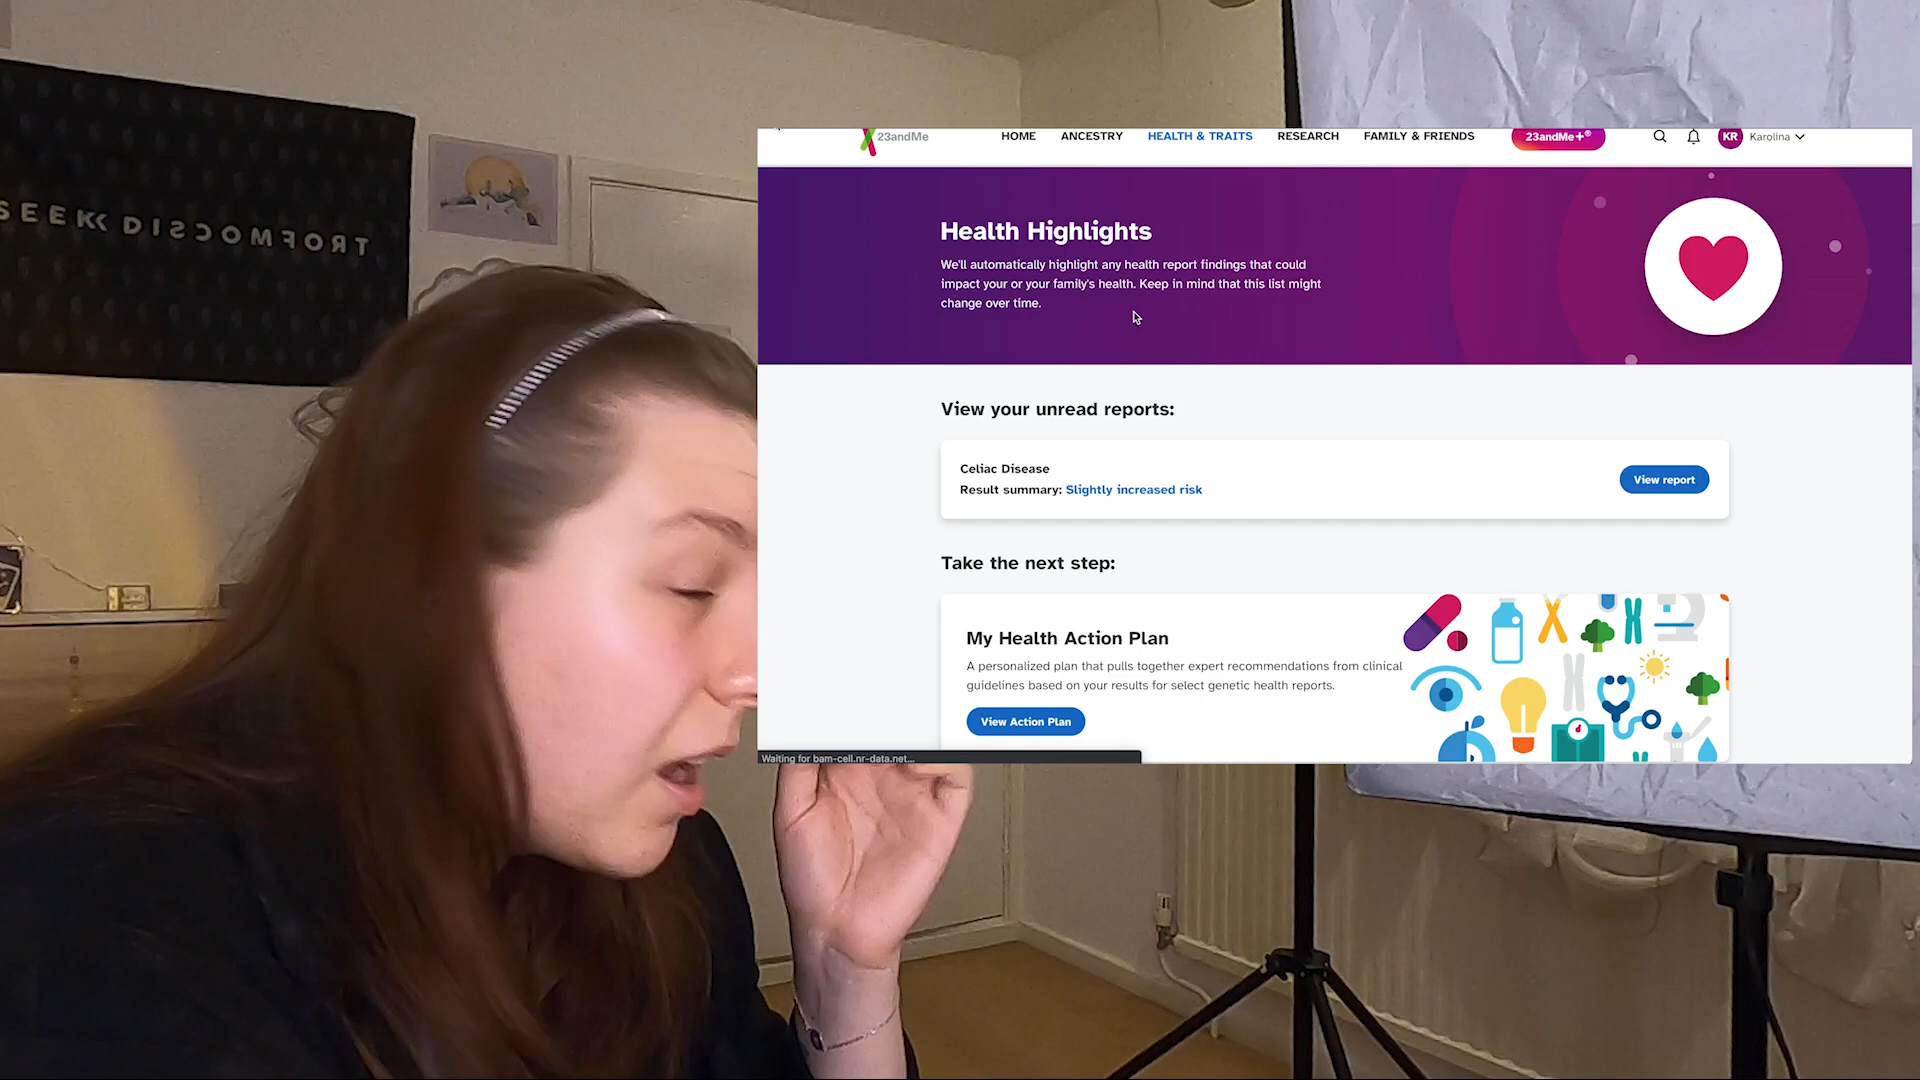 SEEK DISCOMFORT
23andMe
HOME ANCESTRY HEALTH & TRAITS RESEARCH FAMILY & FRIENDS 23andMe+® KR Karolina
Health Highlights
We'll automatically highlight any health report findings that could
impact your or your family's health. Keep in mind that this list might
change over time.
View your unread reports:
Celiac Disease
Result summary: Slightly increased risk
View report
Take the next step:
My Health Action Plan
A personalized plan that pulls together expert recommendations from clinical
guidelines based on your results for select genetic health reports.
View Action Plan
Waiting for bam-cell.nr-data.net...